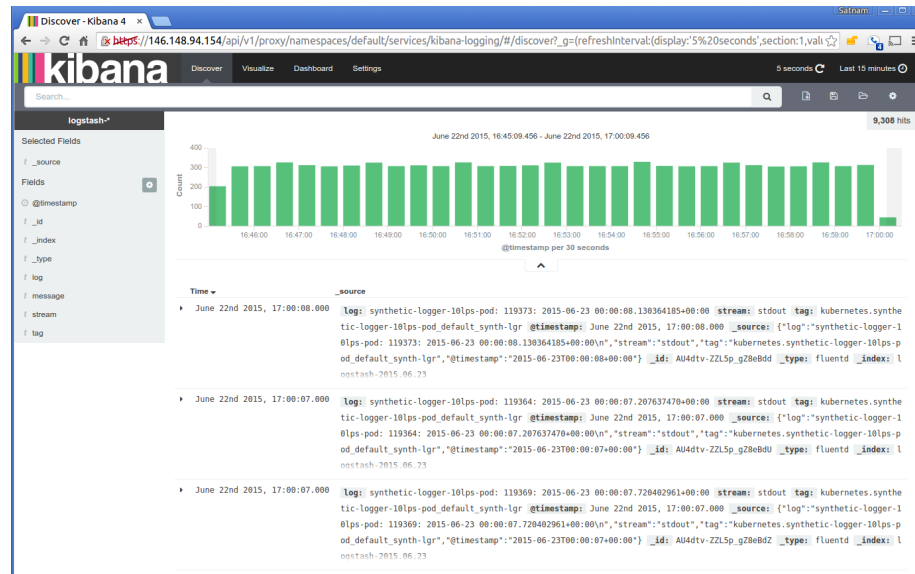 Satnam
Discover - Kibana 4
https://146.148.94.154/api/v1/proxy/namespaces/default/services/kibana-logging/#/discover?_g=(refreshInterval:(display:'5%20seconds',section:1,valu
kibana
Discover Visualize Dashboard Settings
5 seconds Last 15 minutes
Search...
logstash-*
9,308 hits
Selected Fields
t _source
Fields
@timestamp
t _id
t _index
t _type
t log
t message
t stream
t tag
June 22nd 2015, 16:45:09.456 - June 22nd 2015, 17:00:09.456
Count
400
300
200
100
0
16:46:00 16:47:00 16:48:00 16:49:00 16:50:00 16:51:00 16:52:00 16:53:00 16:54:00 16:55:00 16:56:00 16:57:00 16:58:00 16:59:00 17:00:00
@timestamp per 30 seconds
Time _source
June 22nd 2015, 17:00:08.000 log: synthetic-logger-10lps-pod: 119373: 2015-06-23 00:00:08.130364185+00:00 stream: stdout tag: kubernetes.synthe
tic-logger-10lps-pod_default_synth-lgr @timestamp: June 22nd 2015, 17:00:08.000 _source: {"log":"synthetic-logger-1
0lps-pod: 119373: 2015-06-23 00:00:08.130364185+00:00\n","stream":"stdout","tag":"kubernetes.synthetic-logger-10lps-p
od_default_synth-lgr","@timestamp":"2015-06-23T00:00:08+00:00"} _id: AU4dtv-ZZL5p_gZ8eBdd _type: fluentd _index: l
ogstash-2015.06.23
June 22nd 2015, 17:00:07.000 log: synthetic-logger-10lps-pod: 119364: 2015-06-23 00:00:07.207637470+00:00 stream: stdout tag: kubernetes.synthe
tic-logger-10lps-pod_default_synth-lgr @timestamp: June 22nd 2015, 17:00:07.000 _source: {"log":"synthetic-logger-1
0lps-pod: 119364: 2015-06-23 00:00:07.207637470+00:00\n","stream":"stdout","tag":"kubernetes.synthetic-logger-10lps-p
od_default_synth-lgr","@timestamp":"2015-06-23T00:00:07+00:00"} _id: AU4dtv-ZZL5p_gZ8eBdU _type: fluentd _index: l
ogstash-2015.06.23
June 22nd 2015, 17:00:07.000 log: synthetic-logger-10lps-pod: 119369: 2015-06-23 00:00:07.720402961+00:00 stream: stdout tag: kubernetes.synthe
tic-logger-10lps-pod_default_synth-lgr @timestamp: June 22nd 2015, 17:00:07.000 _source: {"log":"synthetic-logger-1
0lps-pod: 119369: 2015-06-23 00:00:07.720402961+00:00\n","stream":"stdout","tag":"kubernetes.synthetic-logger-10lps-p
od_default_synth-lgr","@timestamp":"2015-06-23T00:00:07+00:00"} _id: AU4dtv-ZZL5p_gZ8eBdZ _type: fluentd _index: l
ogstash-2015.06.23